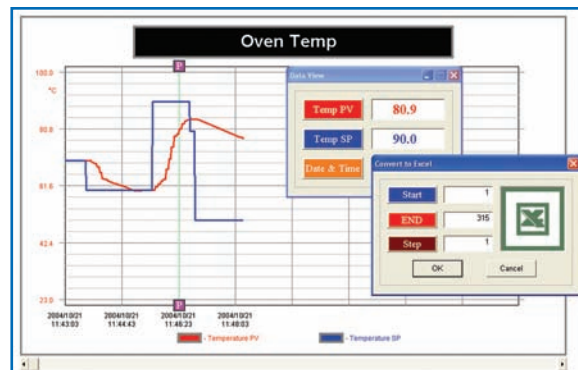 Oven Temp
P
100.0
°C
80.8
61.6
42.4
23.0
2004/10/21 2004/10/21 2004/10/21 2004/10/21
11:43:03 11:44:43 11:46:23 11:48:03
P
- Temperature PV - Temperature SP
Data View
Temp PV 80.9
Temp SP 90.0
Date & Time
Convert to Excel
Start 1
END 315
Step 1
OK Cancel